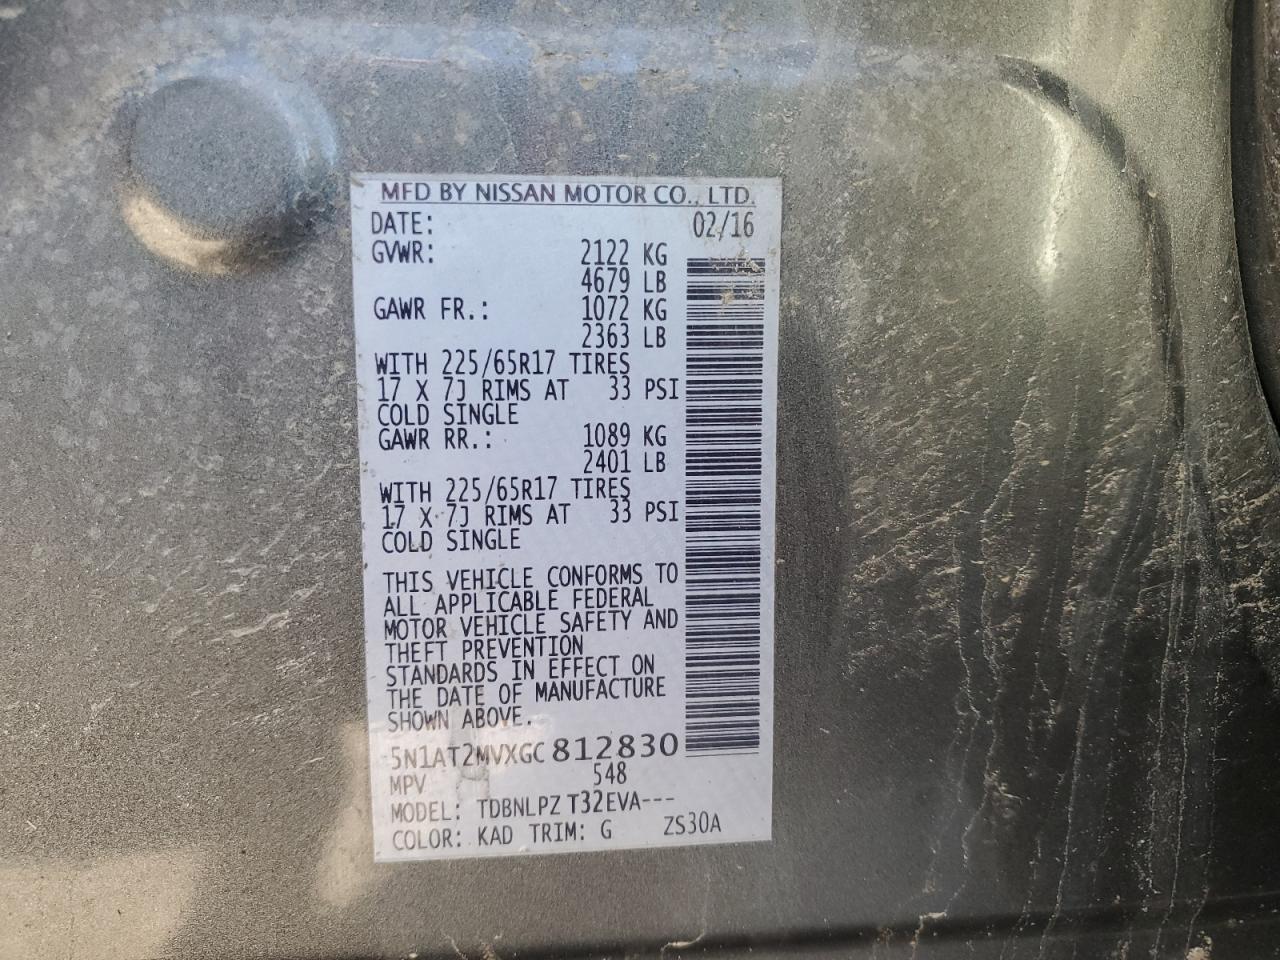 MFD BY NISSAN MOTOR CO., LTD.
DATE: 02/16
GVWR: 2122 KG
4679 LB
GAWR FR.: 1072 KG
2363 LB
WITH 225/65R17 TIRES
17 X 7J RIMS AT 33 PSI
COLD SINGLE
GAWR RR.: 1089 KG
2401 LB
WITH 225/65R17 TIRES
17 X 7J RIMS AT 33 PSI
COLD SINGLE
THIS VEHICLE CONFORMS TO
ALL APPLICABLE FEDERAL
MOTOR VEHICLE SAFETY AND
THEFT PREVENTION
STANDARDS IN EFFECT ON
THE DATE OF MANUFACTURE
SHOWN ABOVE.
5N1AT2MVXGC812830
MPV 548
MODEL: TDBNLPZ T32EVA---
COLOR: KAD TRIM: G ZS30A